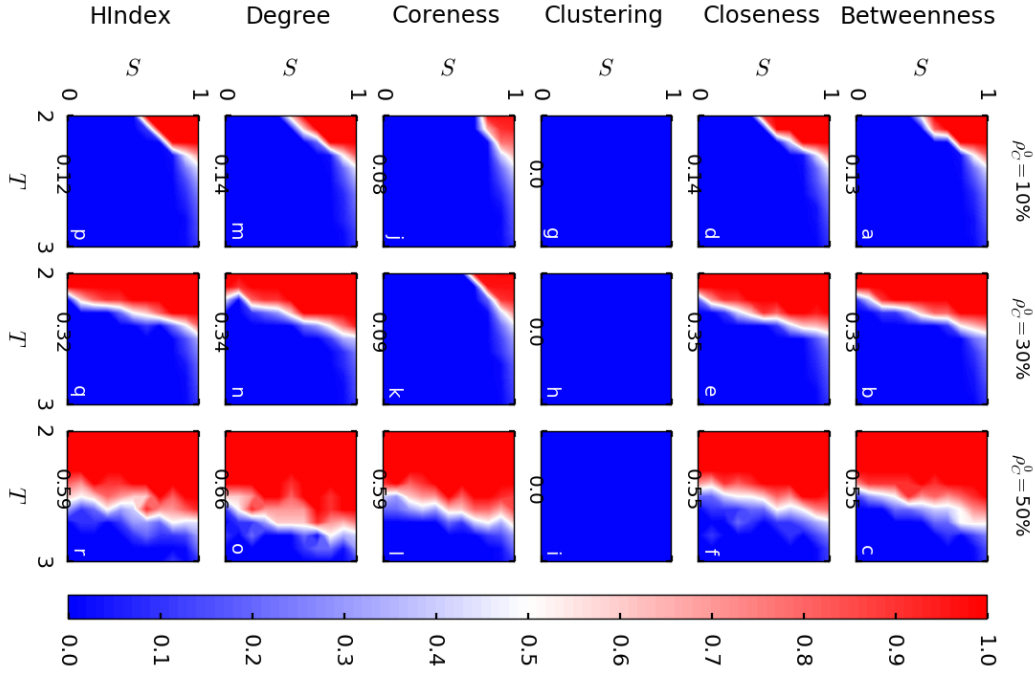 HIndex
Degree
Coreness
Clustering
Closeness
Betweenness
S
S
S
S
S
S
0 1
0 1
0 1
0 1
0 1
0 1
ρ_C^0=10%
2
T
3
0.12
p
0.14
m
0.08
j
0.0
g
0.14
d
0.13
a
ρ_C^0=30%
2
T
3
0.32
q
0.34
n
0.09
k
0.0
h
0.35
e
0.33
b
ρ_C^0=50%
2
T
3
0.59
r
0.66
o
0.59
l
0.0
i
0.55
f
0.55
c
0.0 0.1 0.2 0.3 0.4 0.5 0.6 0.7 0.8 0.9 1.0